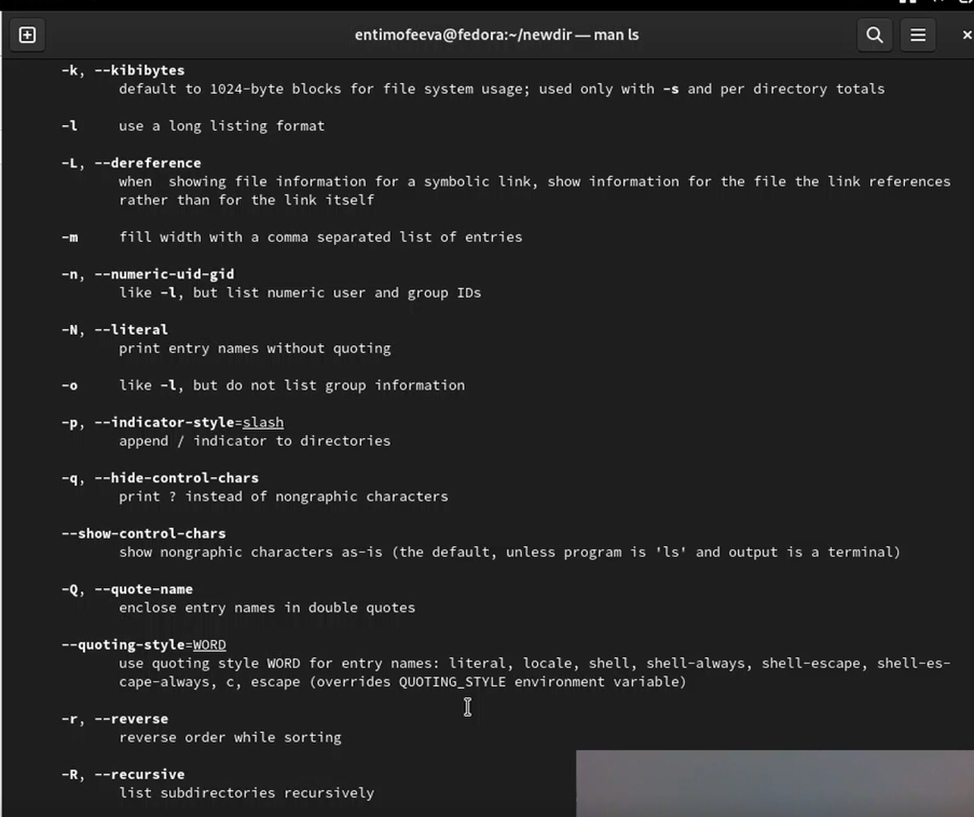 entimofeeva@fedora:~/newdir — man ls
-k, --kibibytes
default to 1024-byte blocks for file system usage; used only with -s and per directory totals
-l use a long listing format
-L, --dereference
when showing file information for a symbolic link, show information for the file the link references
rather than for the link itself
-m fill width with a comma separated list of entries
-n, --numeric-uid-gid
like -l, but list numeric user and group IDs
-N, --literal
print entry names without quoting
-o like -l, but do not list group information
-p, --indicator-style=slash
append / indicator to directories
-q, --hide-control-chars
print ? instead of nongraphic characters
--show-control-chars
show nongraphic characters as-is (the default, unless program is 'ls' and output is a terminal)
-Q, --quote-name
enclose entry names in double quotes
--quoting-style=WORD
use quoting style WORD for entry names: literal, locale, shell, shell-always, shell-escape, shell-es-
cape-always, c, escape (overrides QUOTING_STYLE environment variable)
-r, --reverse
reverse order while sorting
-R, --recursive
list subdirectories recursively